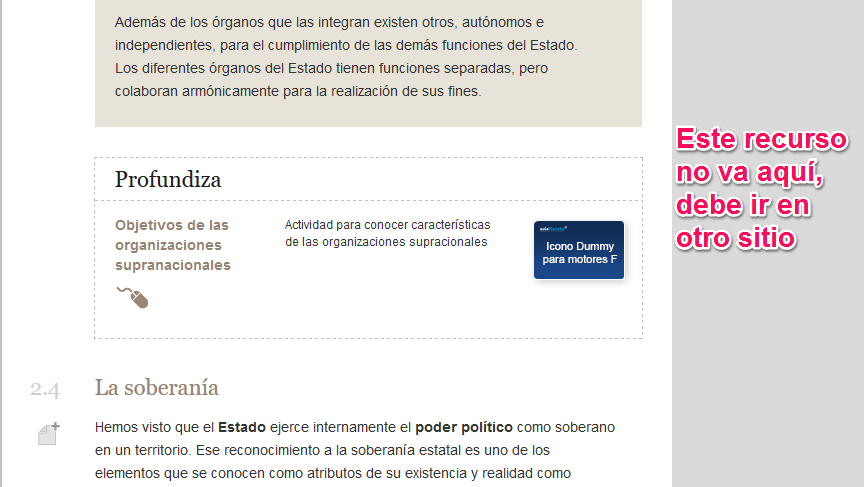 Además de los órganos que las integran existen otros, autónomos e
independientes, para el cumplimiento de las demás funciones del Estado.
Los diferentes órganos del Estado tienen funciones separadas, pero
colaboran armónicamente para la realización de sus fines.
Este recurso
no va aquí,
debe ir en
otro sitio
Profundiza
Objetivos de las
organizaciones
supranacionales
Actividad para conocer características
de las organizaciones supracionales
aulaPlaneta
Icono Dummy
para motores F
2.4 La soberanía
Hemos visto que el Estado ejerce internamente el poder político como soberano
en un territorio. Ese reconocimiento a la soberanía estatal es uno de los
elementos que se conocen como atributos de su existencia y realidad como